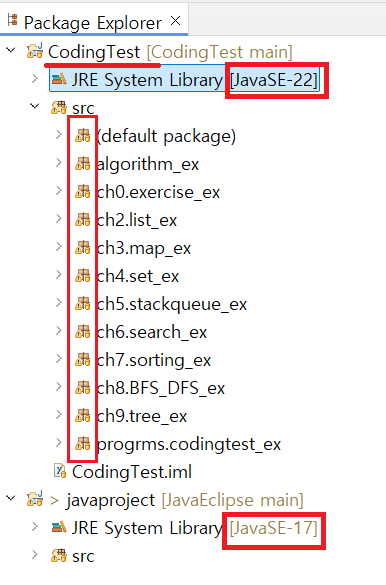 Package Explorer
CodingTest [CodingTest main]
JRE System Library [JavaSE-22]
src
(default package)
algorithm_ex
ch0.exercise_ex
ch2.list_ex
ch3.map_ex
ch4.set_ex
ch5.stackqueue_ex
ch6.search_ex
ch7.sorting_ex
ch8.BFS_DFS_ex
ch9.tree_ex
progrms.codingtest_ex
CodingTest.iml
> javaproject [JavaEclipse main]
JRE System Library [JavaSE-17]
src